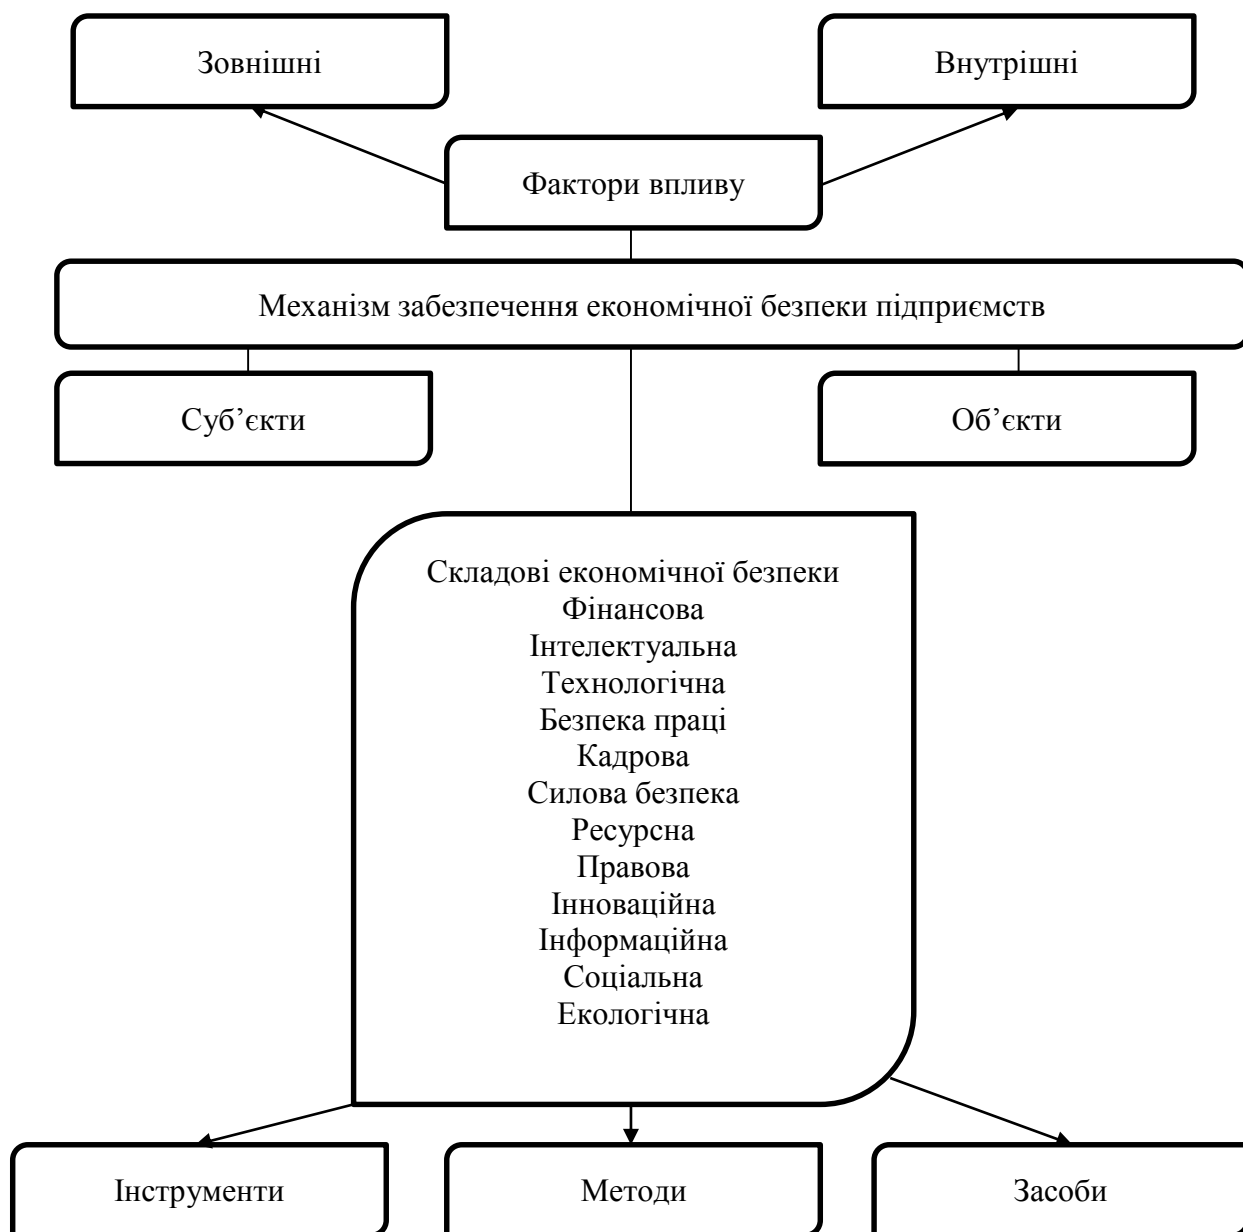 Зовнішні
Внутрішні
Фактори впливу
Механізм забезпечення економічної безпеки підприємств
Суб’єкти
Об’єкти
Складові економічної безпеки
Фінансова
Інтелектуальна
Технологічна
Безпека праці
Кадрова
Силова безпека
Ресурсна
Правова
Інноваційна
Інформаційна
Соціальна
Екологічна
Інструменти
Методи
Засоби